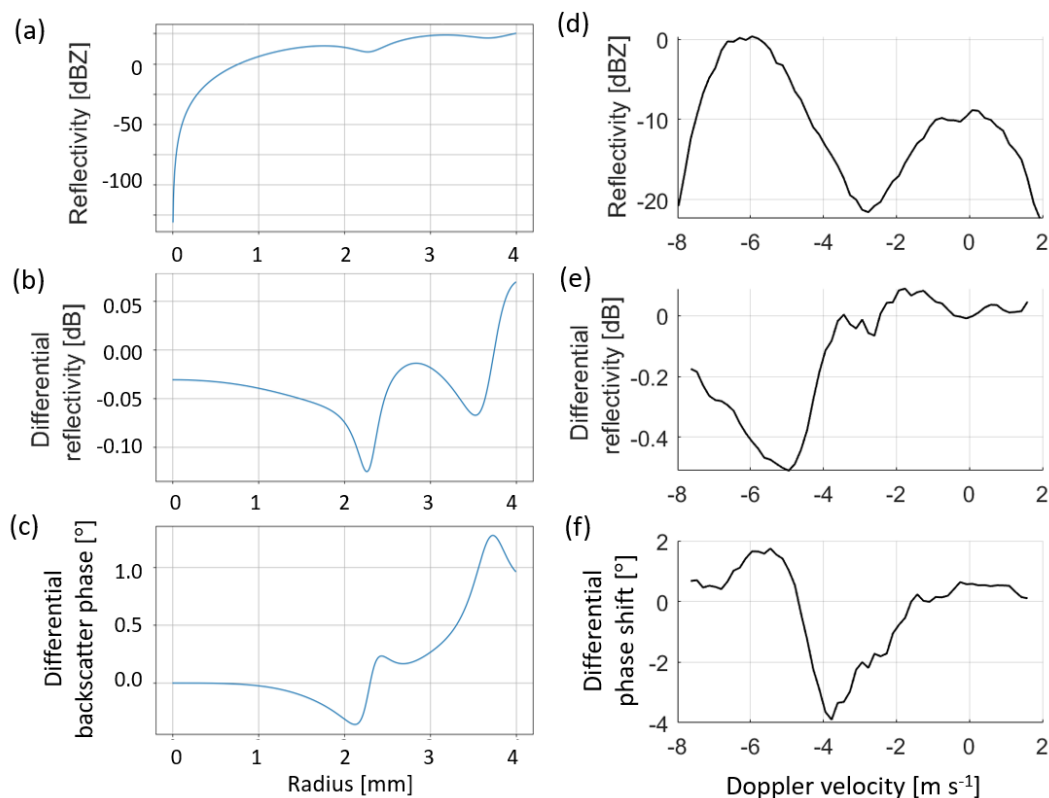 (a)
Reflectivity [dBZ]
0
-50
-100
0 1 2 3 4
(b)
Differential
reflectivity [dB]
0.05
0.00
-0.05
-0.10
0 1 2 3 4
(c)
Differential
backscatter phase [°]
1.0
0.5
0.0
0 1 2 3 4
Radius [mm]
(d)
Reflectivity [dBZ]
0
-10
-20
-8 -6 -4 -2 0 2
(e)
Differential
reflectivity [dB]
0
-0.2
-0.4
-8 -6 -4 -2 0 2
(f)
Differential
phase shift [°]
2
0
-2
-4
-8 -6 -4 -2 0 2
Doppler velocity [m s⁻¹]